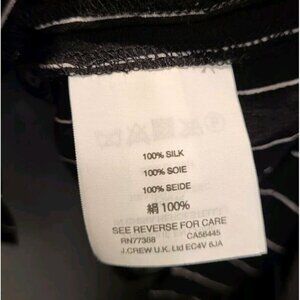 100% SILK
100% SOIE
100% SEIDE
絹 100%
SEE REVERSE FOR CARE
RN77388 CA56445
J.CREW U.K. Ltd EC4V 6JA